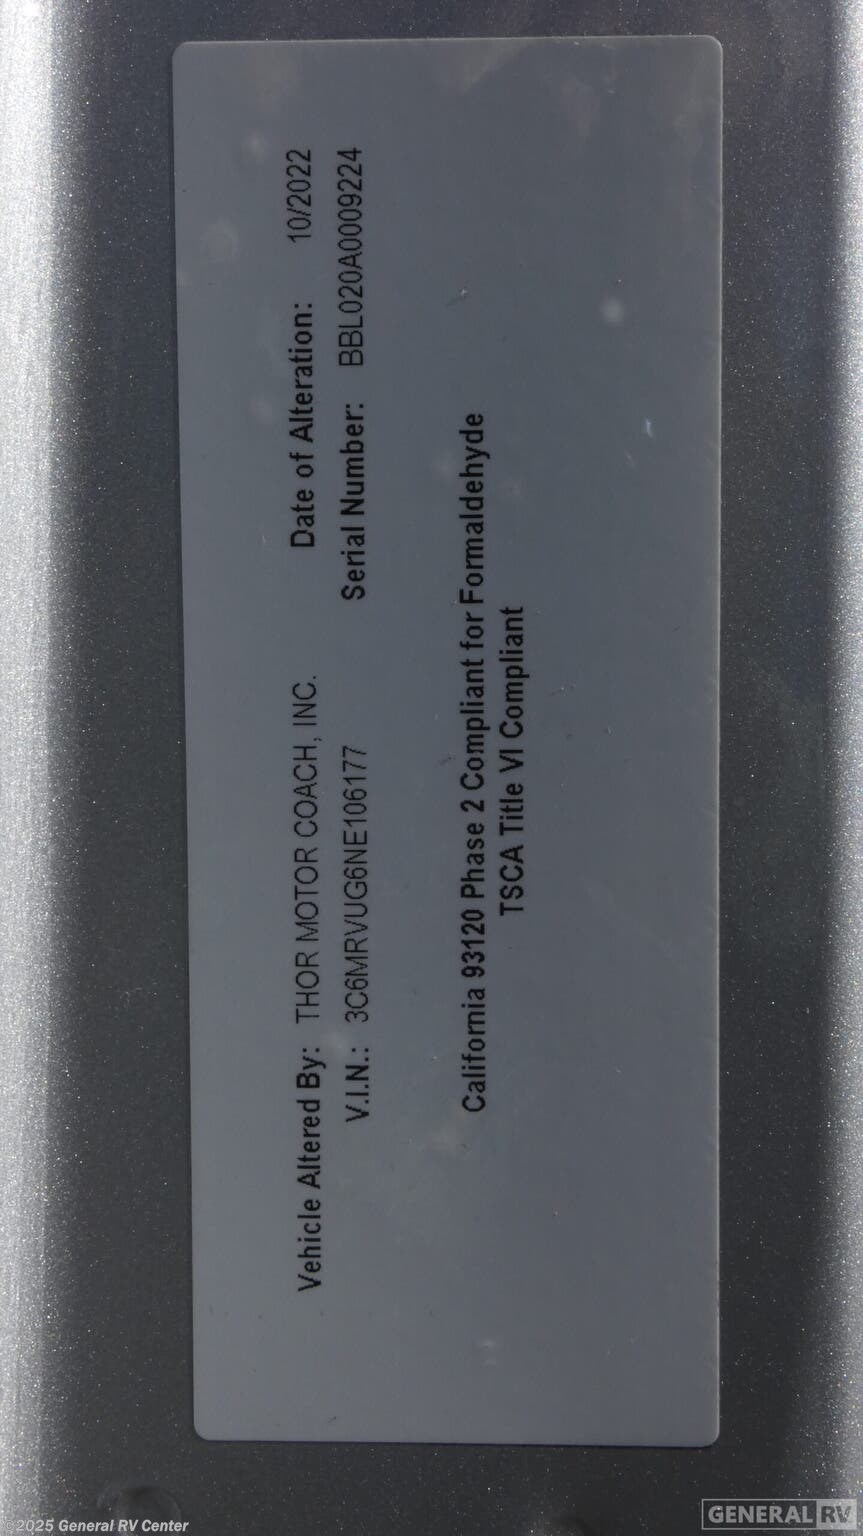 Vehicle Altered By: THOR MOTOR COACH, INC. Date of Alteration: 10/2022
V.I.N.: 3C6MRVUG6NE106177 Serial Number: BBL020A0009224
California 93120 Phase 2 Compliant for Formaldehyde
TSCA Title VI Compliant
©2025 General RV Center
GENERAL RV